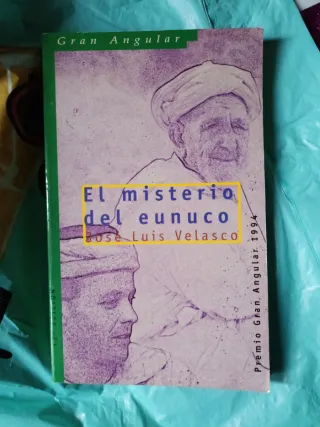 Gran Angular
El misterio
del eunuco
José Luis Velasco
Premio Gran Angular 1994